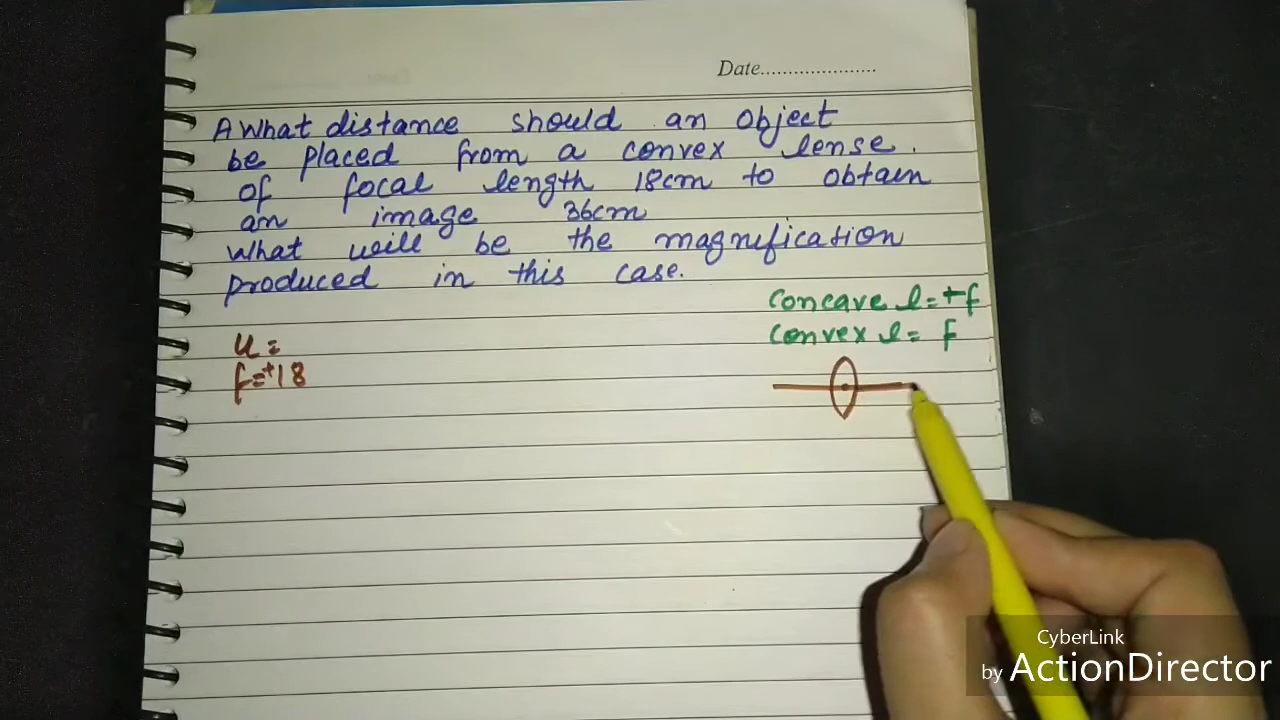 Date.....................
A What distance should an object
be placed from a convex lense.
of focal length 18cm to obtain
an image 36cm
what will be the magnification
produced in this case.
concave l = +f
convex l = f
u =
f = +18
CyberLink
by ActionDirector